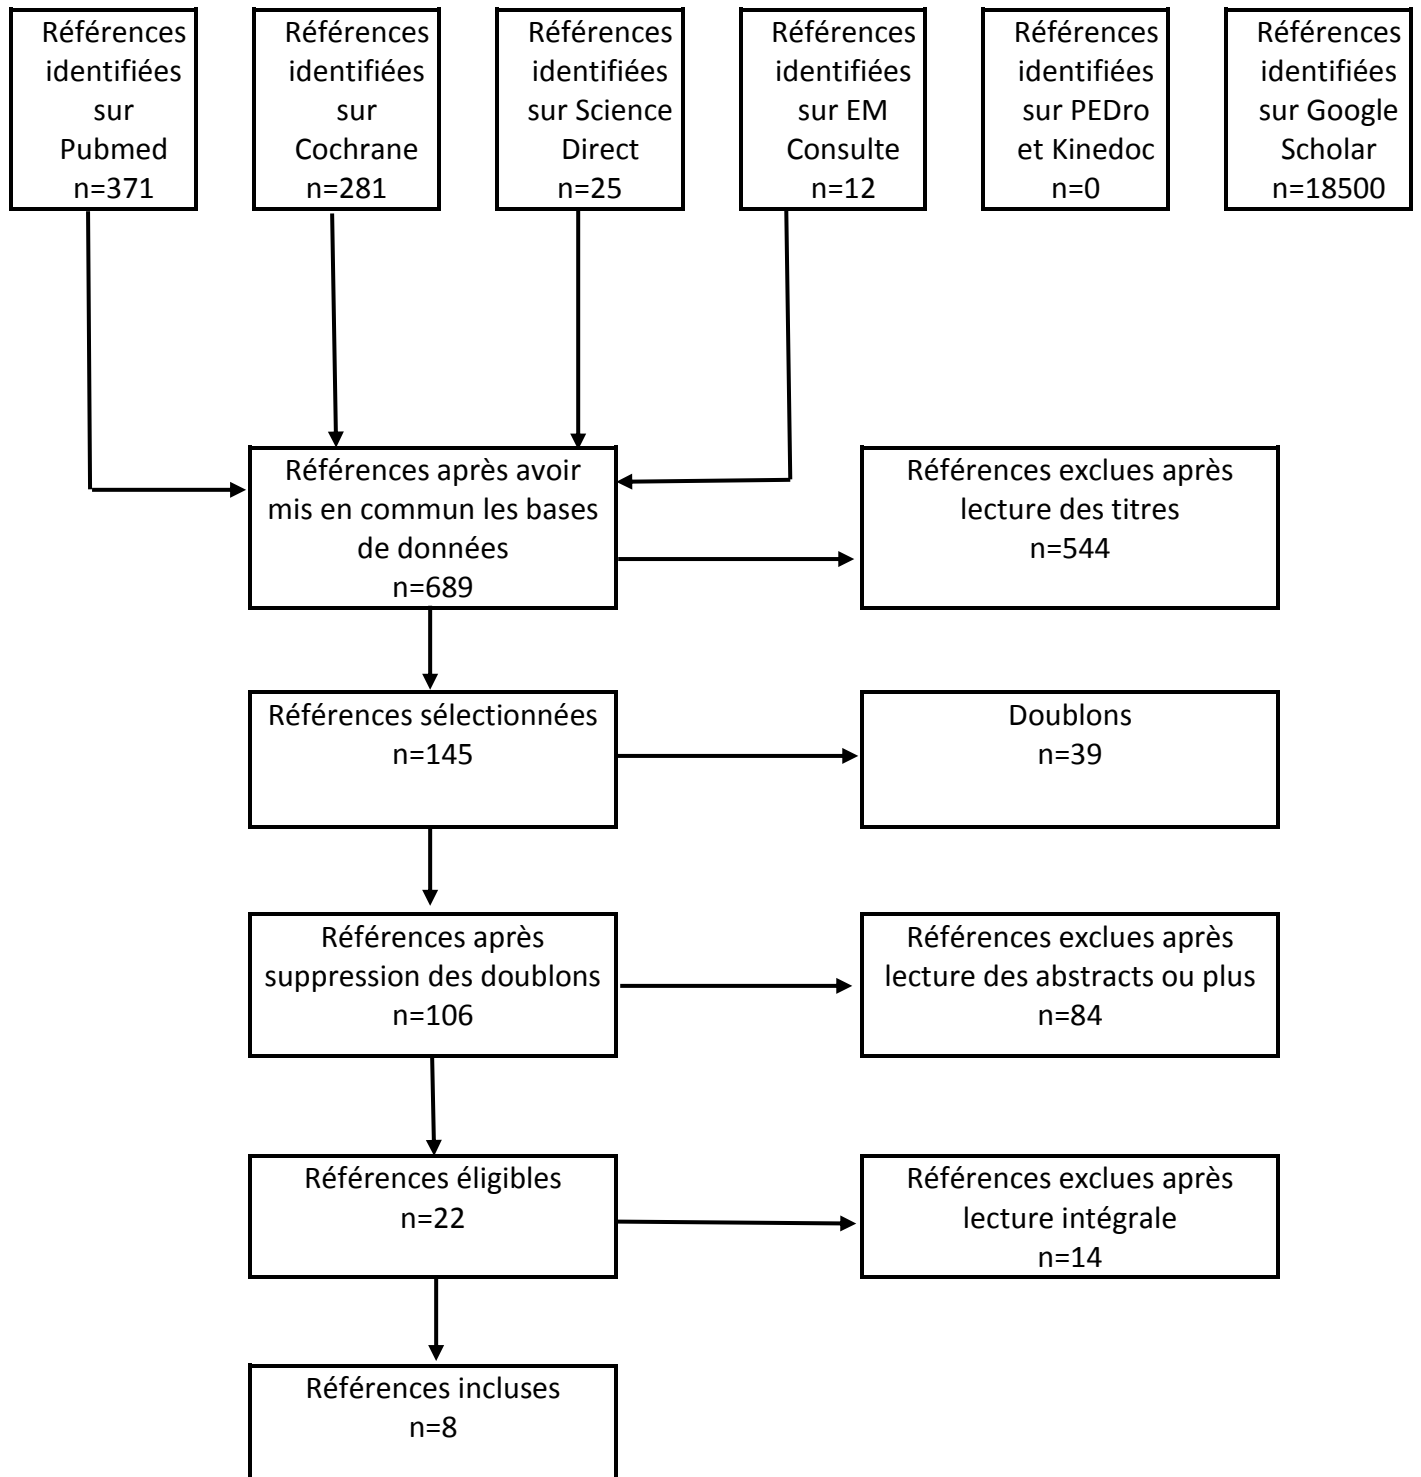 Références
identifiées
sur
Pubmed
n=371
Références
identifiées
sur
Cochrane
n=281
Références
identifiées
sur Science
Direct
n=25
Références
identifiées
sur EM
Consulte
n=12
Références
identifiées
sur PEDro
et Kinedoc
n=0
Références
identifiées
sur Google
Scholar
n=18500
Références après avoir
mis en commun les bases
de données
n=689
Références exclues après
lecture des titres
n=544
Références sélectionnées
n=145
Doublons
n=39
Références après
suppression des doublons
n=106
Références exclues après
lecture des abstracts ou plus
n=84
Références éligibles
n=22
Références exclues après
lecture intégrale
n=14
Références incluses
n=8